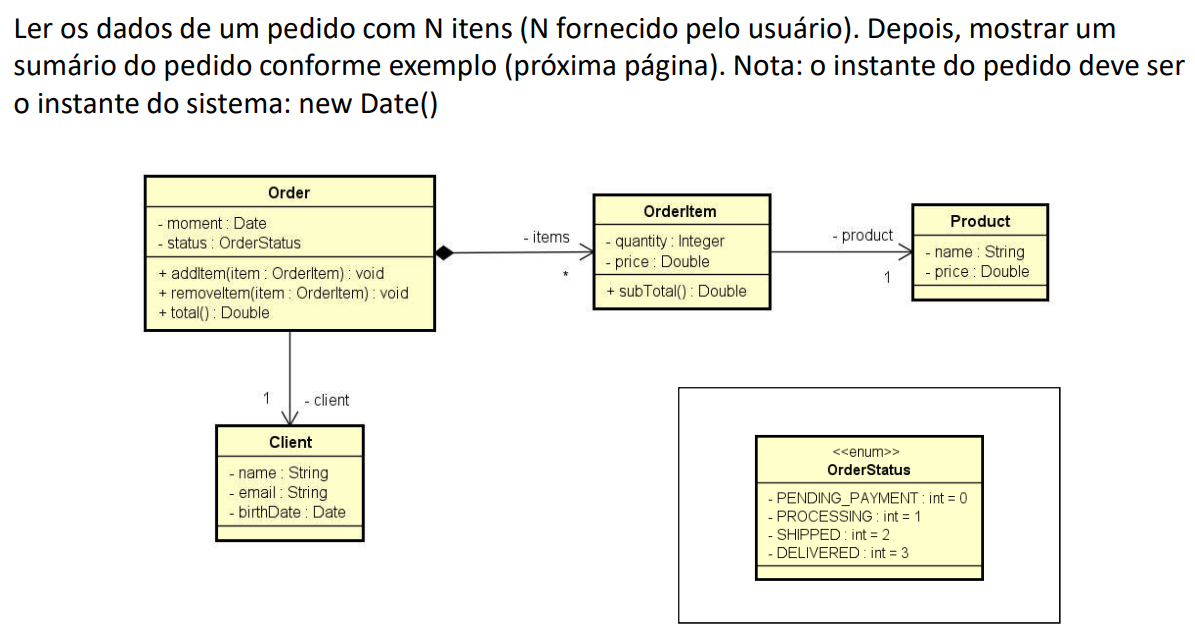 Ler os dados de um pedido com N itens (N fornecido pelo usuário). Depois, mostrar um
sumário do pedido conforme exemplo (próxima página). Nota: o instante do pedido deve ser
o instante do sistema: new Date()
Order
- moment : Date
- status : OrderStatus
+ addItem(item : OrderItem) : void
+ removeItem(item : OrderItem) : void
+ total() : Double
- items
*
OrderItem
- quantity : Integer
- price : Double
+ subTotal() : Double
- product
1
Product
- name : String
- price : Double
1
- client
Client
- name : String
- email : String
- birthDate : Date
<<enum>>
OrderStatus
- PENDING_PAYMENT : int = 0
- PROCESSING : int = 1
- SHIPPED : int = 2
- DELIVERED : int = 3